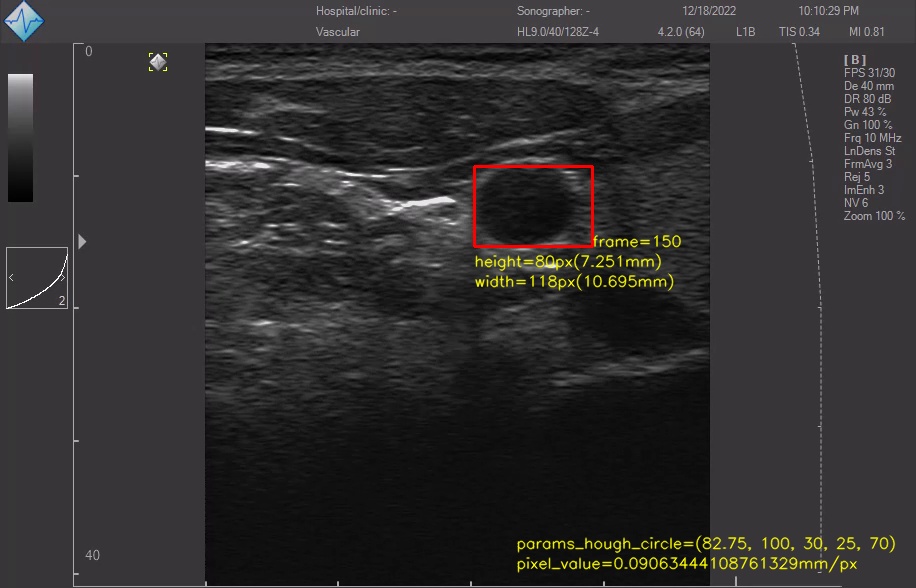 Hospital/clinic: - Sonographer: - 12/18/2022 10:10:29 PM
Vascular HL9.0/40/128Z-4 4.2.0 (64) L1B TIS 0.34 MI 0.81
0
[ B ]
FPS 31/30
De 40 mm
DR 80 dB
Pw 43 %
Gn 100 %
Frq 10 MHz
LnDens St
FrmAvg 3
Rej 5
ImEnh 3
NV 6
Zoom 100 %
frame=150
height=80px(7.251mm)
width=118px(10.695mm)
2
params_hough_circle=(82.75, 100, 30, 25, 70)
40
pixel_value=0.09063444108761329mm/px